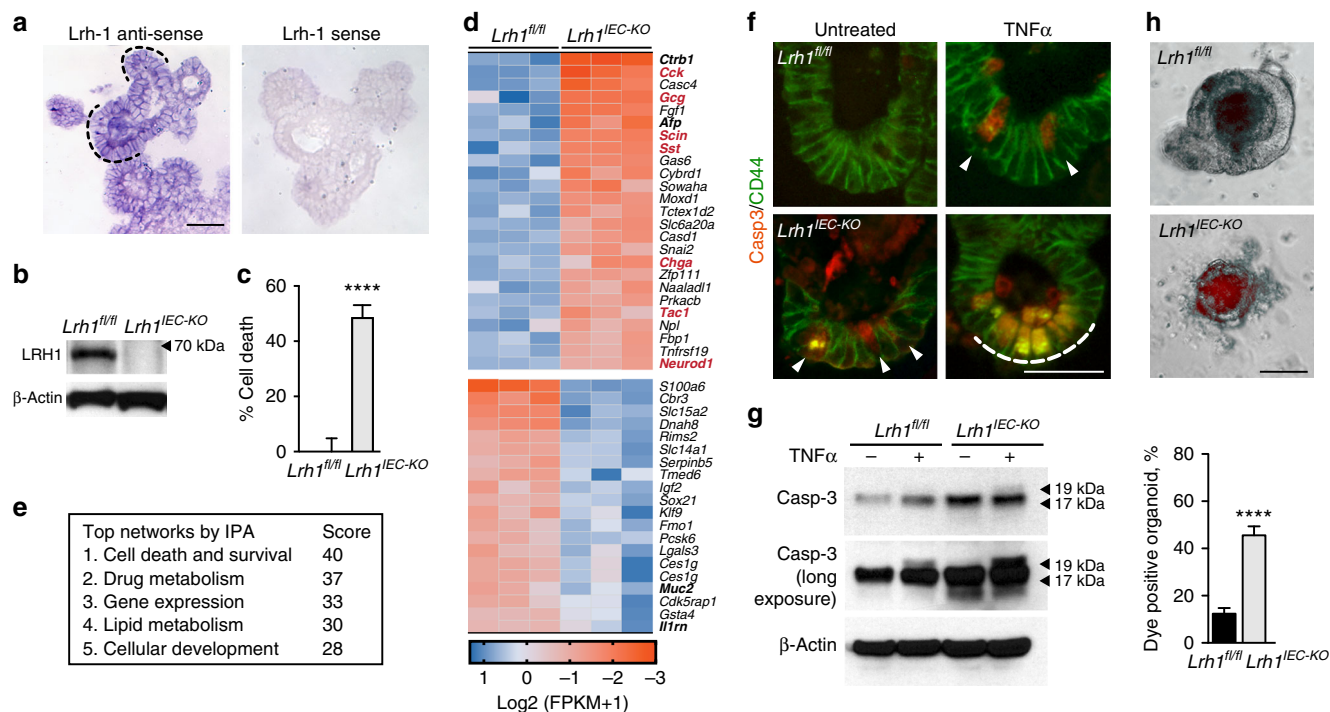 a
Lrh-1 anti-sense
Lrh-1 sense
b
Lrh1fl/fl Lrh1IEC-KO
LRH1
70 kDa
β-Actin
c
% Cell death
60
40
20
0
****
Lrh1fl/fl Lrh1IEC-KO
e
Top networks by IPA Score
1. Cell death and survival 40
2. Drug metabolism 37
3. Gene expression 33
4. Lipid metabolism 30
5. Cellular development 28
d
Lrh1fl/fl Lrh1IEC-KO
Ctrb1
Cck
Casc4
Gcg
Fgf1
Afp
Scin
Sst
Gas6
Cybrd1
Sowaha
Moxd1
Tctex1d2
Slc6a20a
Casd1
Snai2
Chga
Zfp111
Naaladl1
Prkacb
Tac1
Npl
Fbp1
Tnfrsf19
Neurod1
S100a6
Cbr3
Slc15a2
Dnah8
Rims2
Slc14a1
Serpinb5
Tmed6
Igf2
Sox21
Klf9
Fmo1
Pcsk6
Lgals3
Ces1g
Ces1g
Muc2
Cdk5rap1
Gsta4
Il1rn
1 0 −1 −2 −3
Log2 (FPKM+1)
f
Untreated TNFα
Casp3/CD44
Lrh1fl/fl
Lrh1IEC-KO
g
Lrh1fl/fl Lrh1IEC-KO
TNFα − + − +
Casp-3
19 kDa
17 kDa
Casp-3
(long
exposure)
19 kDa
17 kDa
β-Actin
h
Lrh1fl/fl
Lrh1IEC-KO
Dye positive organoid, %
80
60
40
20
0
****
Lrh1fl/fl Lrh1IEC-KO